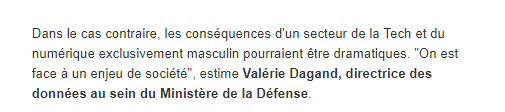 Dans le cas contraire, les conséquences d'un secteur de la Tech et du
numérique exclusivement masculin pourraient être dramatiques. "On est
face à un enjeu de société", estime Valérie Dagand, directrice des
données au sein du Ministère de la Défense.